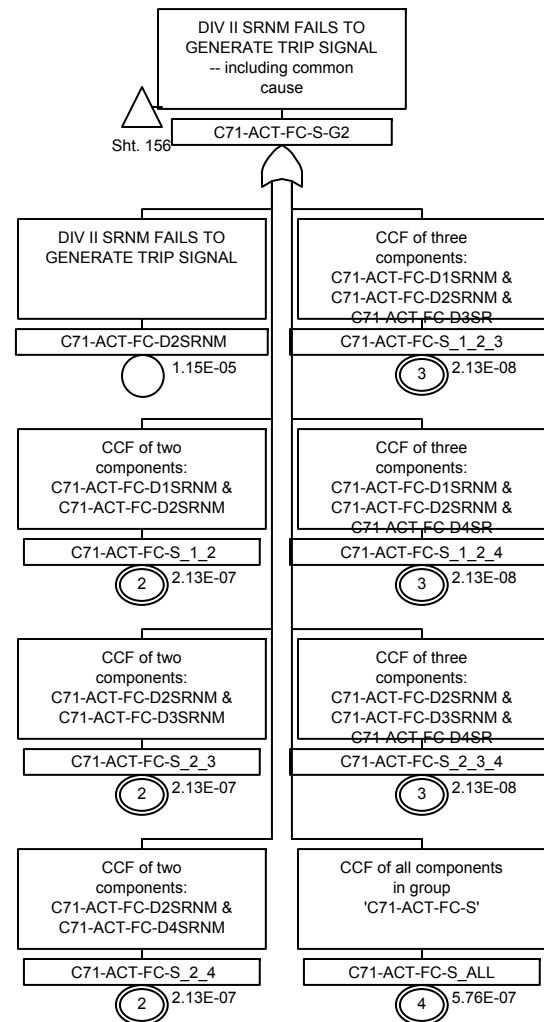 DIV II SRNM FAILS TO
GENERATE TRIP SIGNAL
-- including common
cause
Sht. 156
C71-ACT-FC-S-G2
DIV II SRNM FAILS TO
GENERATE TRIP SIGNAL
C71-ACT-FC-D2SRNM
1.15E-05
CCF of three
components:
C71-ACT-FC-D1SRNM &
C71-ACT-FC-D2SRNM &
C71-ACT-FC-D3SR
C71-ACT-FC-S_1_2_3
3
2.13E-08
CCF of two
components:
C71-ACT-FC-D1SRNM &
C71-ACT-FC-D2SRNM
C71-ACT-FC-S_1_2
2
2.13E-07
CCF of three
components:
C71-ACT-FC-D1SRNM &
C71-ACT-FC-D2SRNM &
C71-ACT-FC-D4SR
C71-ACT-FC-S_1_2_4
3
2.13E-08
CCF of two
components:
C71-ACT-FC-D2SRNM &
C71-ACT-FC-D3SRNM
C71-ACT-FC-S_2_3
2
2.13E-07
CCF of three
components:
C71-ACT-FC-D2SRNM &
C71-ACT-FC-D3SRNM &
C71-ACT-FC-D4SR
C71-ACT-FC-S_2_3_4
3
2.13E-08
CCF of two
components:
C71-ACT-FC-D2SRNM &
C71-ACT-FC-D4SRNM
C71-ACT-FC-S_2_4
2
2.13E-07
CCF of all components
in group
'C71-ACT-FC-S'
C71-ACT-FC-S_ALL
4
5.76E-07